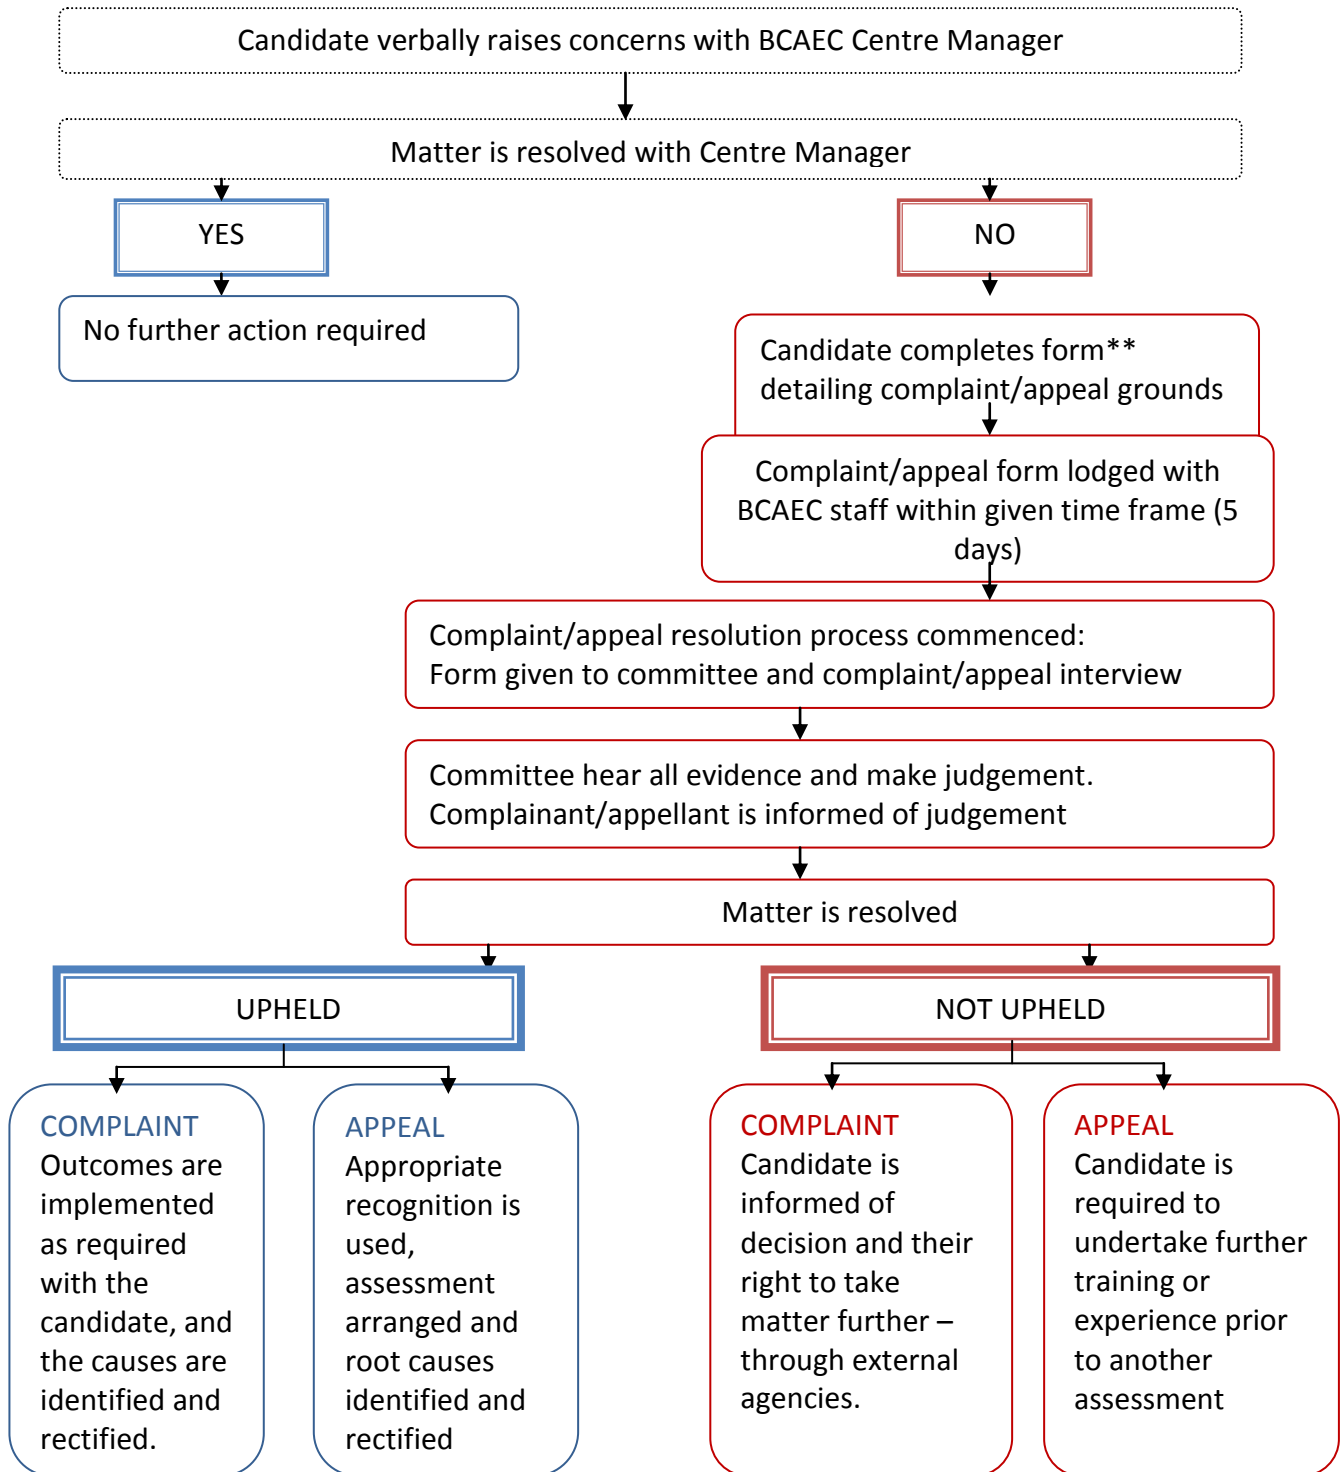 Candidate verbally raises concerns with BCAEC Centre Manager
Matter is resolved with Centre Manager
YES
NO
No further action required
Candidate completes form**
detailing complaint/appeal grounds
Complaint/appeal form lodged with
BCAEC staff within given time frame (5
days)
Complaint/appeal resolution process commenced:
Form given to committee and complaint/appeal interview
Committee hear all evidence and make judgement.
Complainant/appellant is informed of judgement
Matter is resolved
UPHELD
NOT UPHELD
COMPLAINT
Outcomes are
implemented
as required
with the
candidate, and
the causes are
identified and
rectified.
APPEAL
Appropriate
recognition is
used,
assessment
arranged and
root causes
identified and
rectified
COMPLAINT
Candidate is
informed of
decision and their
right to take
matter further –
through external
agencies.
APPEAL
Candidate is
required to
undertake further
training or
experience prior
to another
assessment